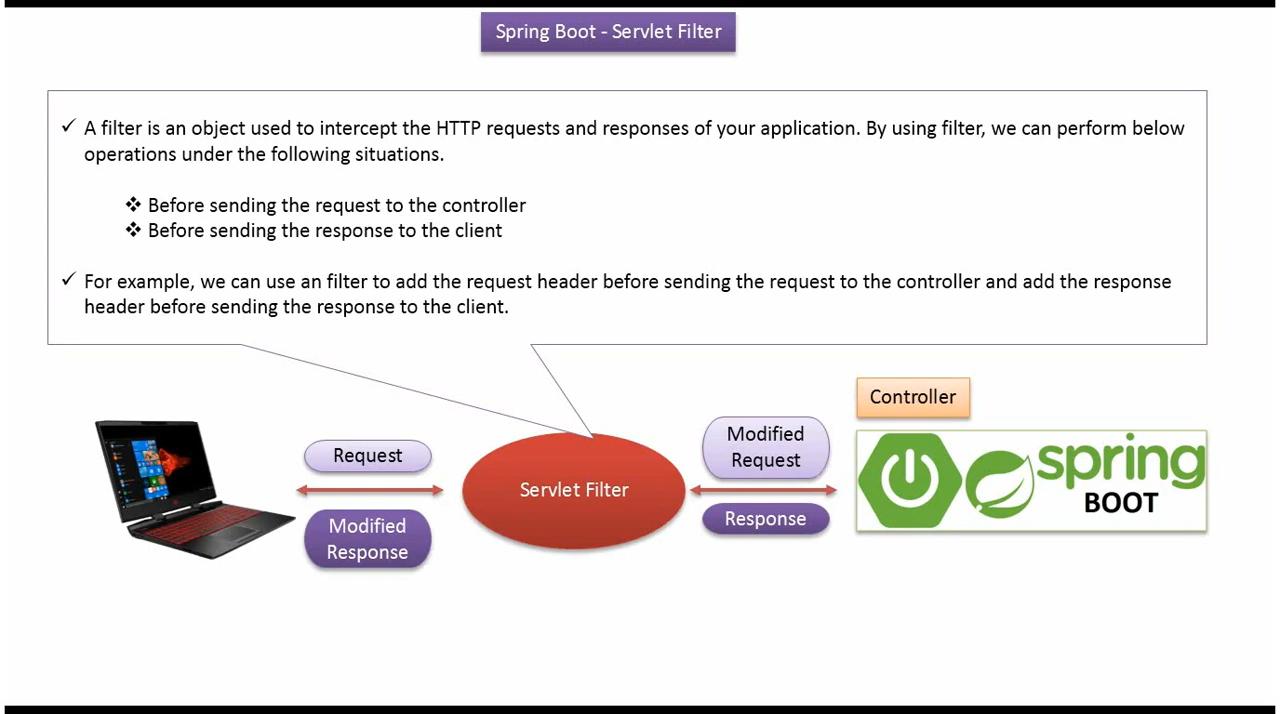 Spring Boot - Servlet Filter
✓ A filter is an object used to intercept the HTTP requests and responses of your application. By using filter, we can perform below
operations under the following situations.
❖ Before sending the request to the controller
❖ Before sending the response to the client
✓ For example, we can use an filter to add the request header before sending the request to the controller and add the response
header before sending the response to the client.
Controller
Request
Modified
Response
Servlet Filter
Modified
Request
Response
spring
BOOT